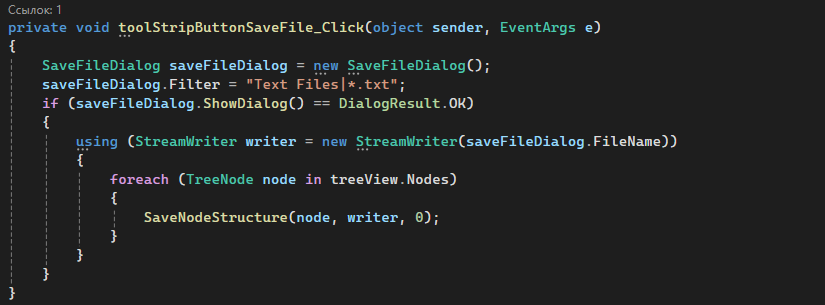 Ссылок: 1
private void toolStripButtonSaveFile_Click(object sender, EventArgs e)
{
    SaveFileDialog saveFileDialog = new SaveFileDialog();
    saveFileDialog.Filter = "Text Files|*.txt";
    if (saveFileDialog.ShowDialog() == DialogResult.OK)
    {
        using (StreamWriter writer = new StreamWriter(saveFileDialog.FileName))
        {
            foreach (TreeNode node in treeView.Nodes)
            {
                SaveNodeStructure(node, writer, 0);
            }
        }
    }
}